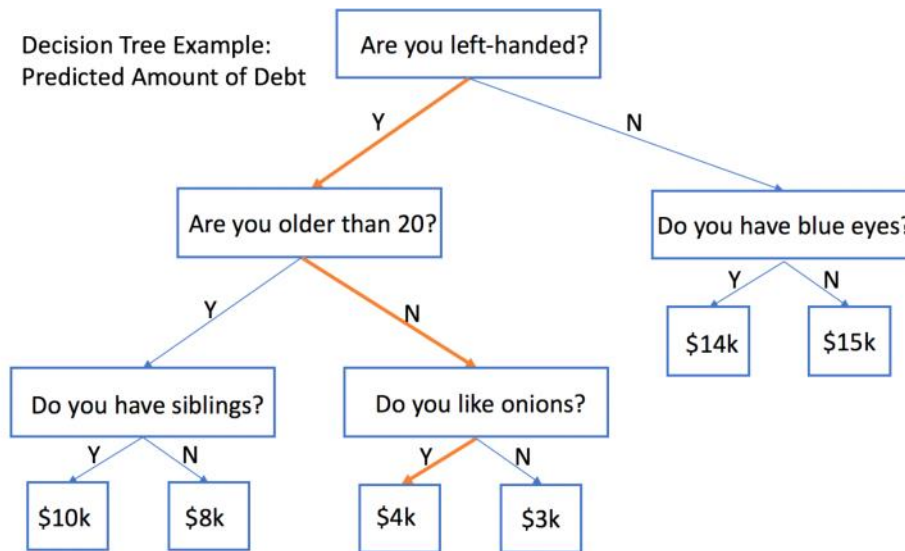 Decision Tree Example:
Predicted Amount of Debt
Are you left-handed?
Y
N
Are you older than 20?
Do you have blue eyes?
Y
N
Y
N
$14k
$15k
Do you have siblings?
Do you like onions?
Y
N
Y
N
$10k
$8k
$4k
$3k